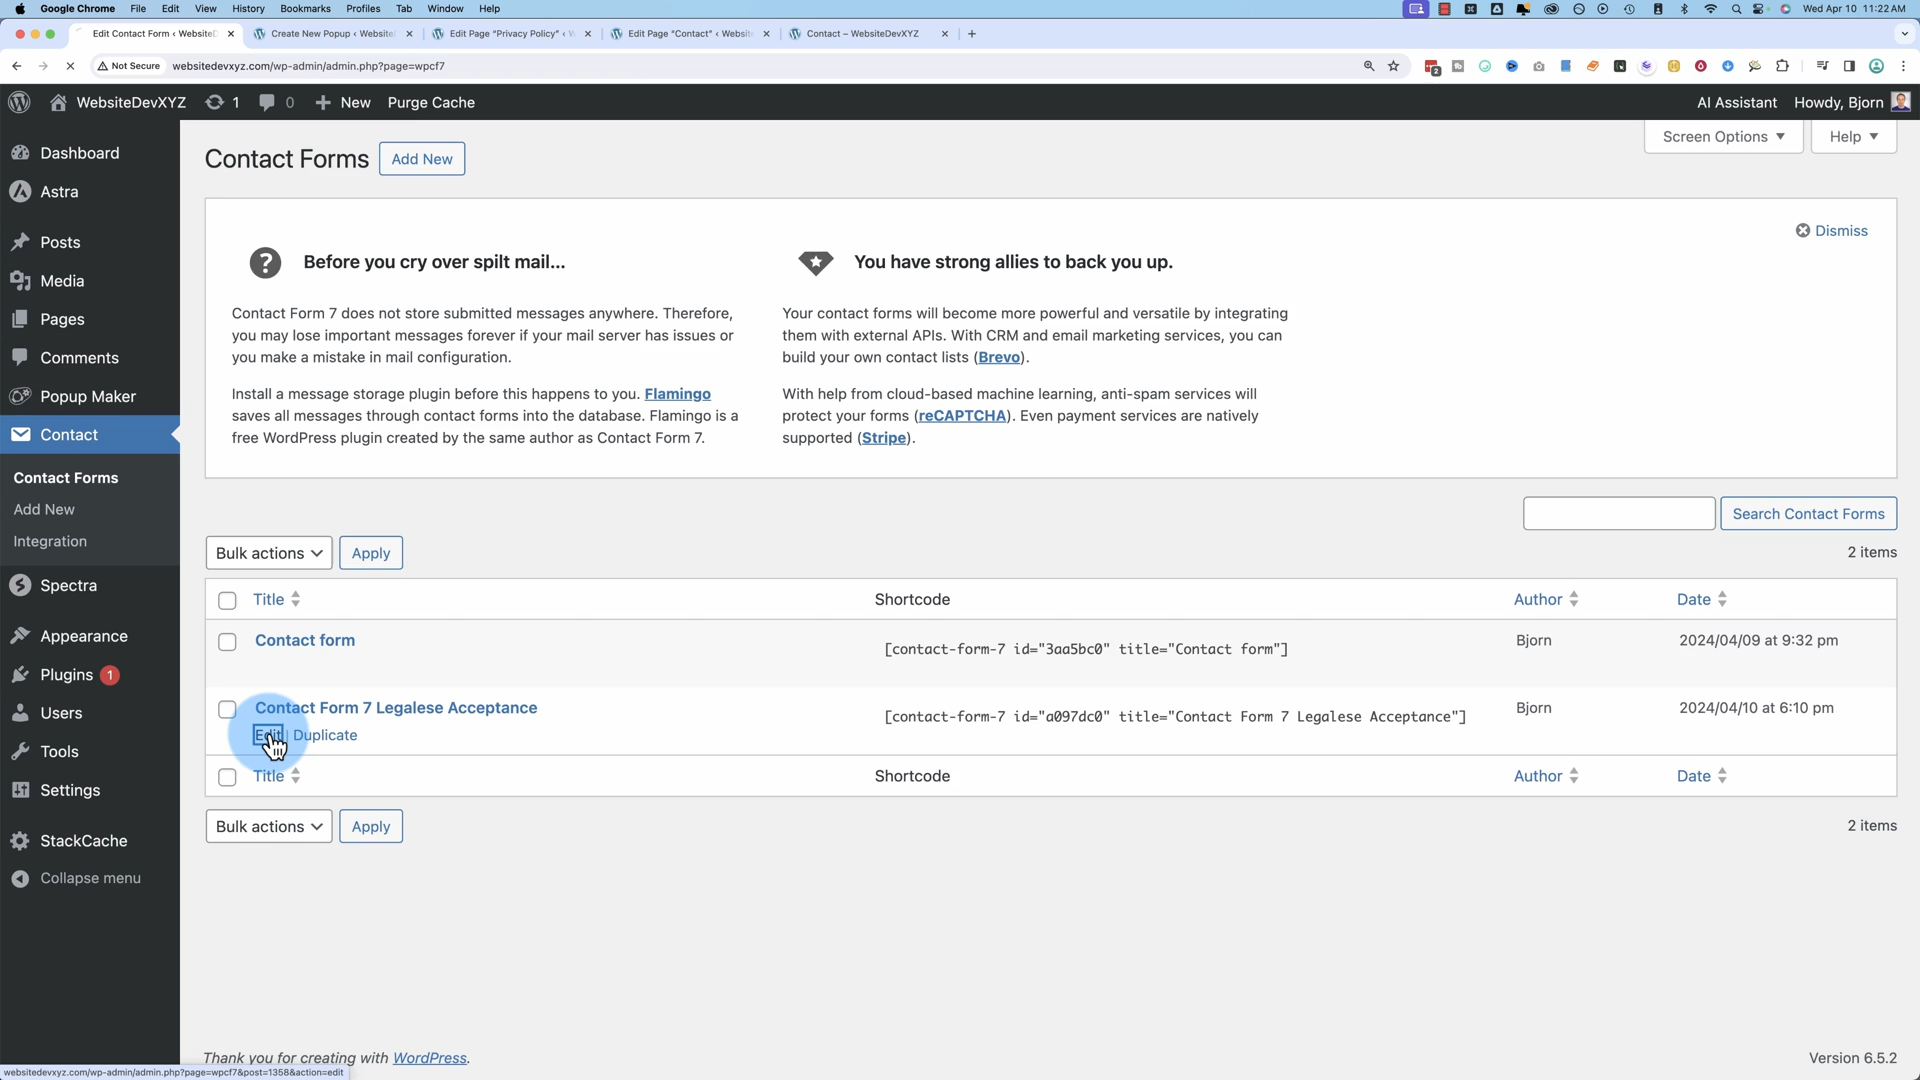 Google Chrome File Edit View History Bookmarks Profiles Tab Window Help
Wed Apr 10 11:22 AM
Edit Contact Form ‹ Website
Create New Popup ‹ Website
Edit Page "Privacy Policy" ‹
Edit Page "Contact" ‹ Website
Contact – WebsiteDevXYZ
Not Secure websitedevxyz.com/wp-admin/admin.php?page=wpcf7
2
WebsiteDevXYZ 1 0 New Purge Cache
AI Assistant Howdy, Bjorn
Dashboard
Astra
Posts
Media
Pages
Comments
Popup Maker
Contact
Contact Forms
Add New
Integration
Spectra
Appearance
Plugins 1
Users
Tools
Settings
StackCache
Collapse menu
Screen Options
Help
Contact Forms Add New
Dismiss
Before you cry over spilt mail...
Contact Form 7 does not store submitted messages anywhere. Therefore,
you may lose important messages forever if your mail server has issues or
you make a mistake in mail configuration.
Install a message storage plugin before this happens to you. Flamingo
saves all messages through contact forms into the database. Flamingo is a
free WordPress plugin created by the same author as Contact Form 7.
You have strong allies to back you up.
Your contact forms will become more powerful and versatile by integrating
them with external APIs. With CRM and email marketing services, you can
build your own contact lists (Brevo).
With help from cloud-based machine learning, anti-spam services will
protect your forms (reCAPTCHA). Even payment services are natively
supported (Stripe).
Search Contact Forms
Bulk actions Apply
2 items
Title Shortcode Author Date
Contact form [contact-form-7 id="3aa5bc0" title="Contact form"] Bjorn 2024/04/09 at 9:32 pm
Contact Form 7 Legalese Acceptance [contact-form-7 id="a097dc0" title="Contact Form 7 Legalese Acceptance"] Bjorn 2024/04/10 at 6:10 pm
Edit | Duplicate
Title Shortcode Author Date
Bulk actions Apply
2 items
Thank you for creating with WordPress.
Version 6.5.2
websitedevxyz.com/wp-admin/admin.php?page=wpcf7&post=1358&action=edit